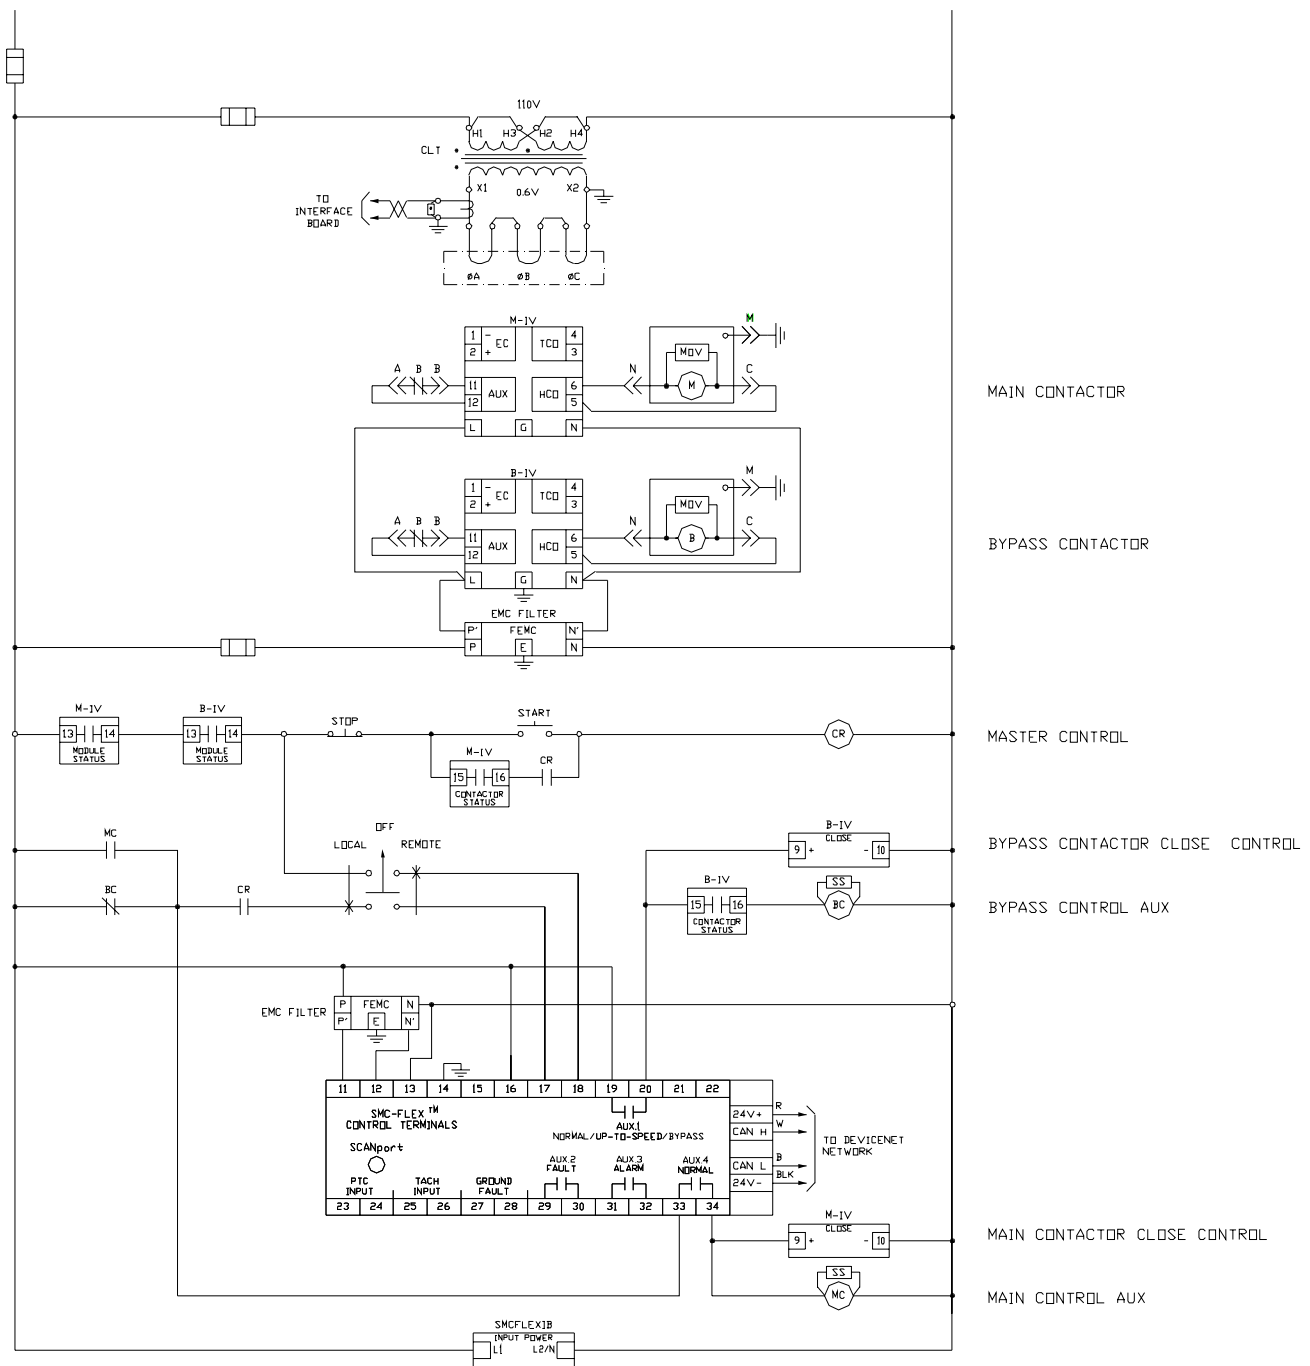 110V
H1 H3 H2 H4
CLT
X1 0.6V X2
TO
INTERFACE
BOARD
ØA ØB ØC
M-IV
M
1 - EC TCO 4
2 + 3
MOV
A B B 11 AUX HCO 6 N M C
12 5
MAIN CONTACTOR
L G N
B-IV
M
1 - EC TCO 4
2 + 3
MOV
A B B 11 AUX HCO 6 N B C
12 5
BYPASS CONTACTOR
L G N
EMC FILTER
P' FEMC N'
P E N
M-IV B-IV STOP START
13 14 13 14 CR MASTER CONTROL
MODULE
STATUS
MODULE
STATUS
M-IV
15 16 CR
CONTACTOR
STATUS
OFF
LOCAL REMOTE
MC
B-IV
CLOSE
9 + - 10
BYPASS CONTACTOR CLOSE CONTROL
BC CR
B-IV
15 16
CONTACTOR
STATUS
SS
BC
BYPASS CONTROL AUX
EMC FILTER
P FEMC N
P' E N'
11 12 13 14 15 16 17 18 19 20 21 22
SMC-FLEX™
CONTROL TERMINALS
AUX.1
NORMAL/UP-TO-SPEED/BYPASS
SCANport
PTC
INPUT
TACH
INPUT
GROUND
FAULT
AUX.2
FAULT
AUX.3
ALARM
AUX.4
NORMAL
23 24 25 26 27 28 29 30 31 32 33 34
24V+ R
CAN H W
CAN L B
24V- BLK
TO DEVICENET
NETWORK
M-IV
CLOSE
9 + - 10
MAIN CONTACTOR CLOSE CONTROL
SS
MC
MAIN CONTROL AUX
SMCFLEXIB
INPUT POWER
L1 L2/N